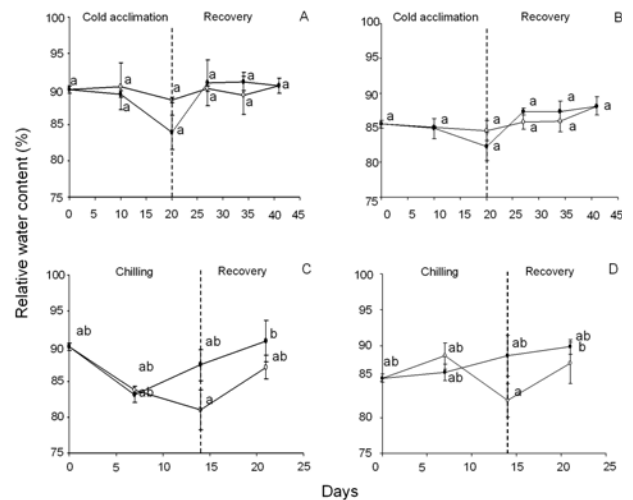 Cold acclimation Recovery A
Cold acclimation Recovery B
100 95 90 85 80 75
100 95 90 85 80 75
a a a a a a a a a a
a a a a a a a a a a
0 5 10 15 20 25 30 35 40 45
0 5 10 15 20 25 30 35 40 45
Relative water content (%)
Chilling Recovery C
Chilling Recovery D
100 95 90 85 80 75
100 95 90 85 80 75
ab ab ab ab a b ab
ab ab ab ab a ab b
0 5 10 15 20 25
0 5 10 15 20 25
Days